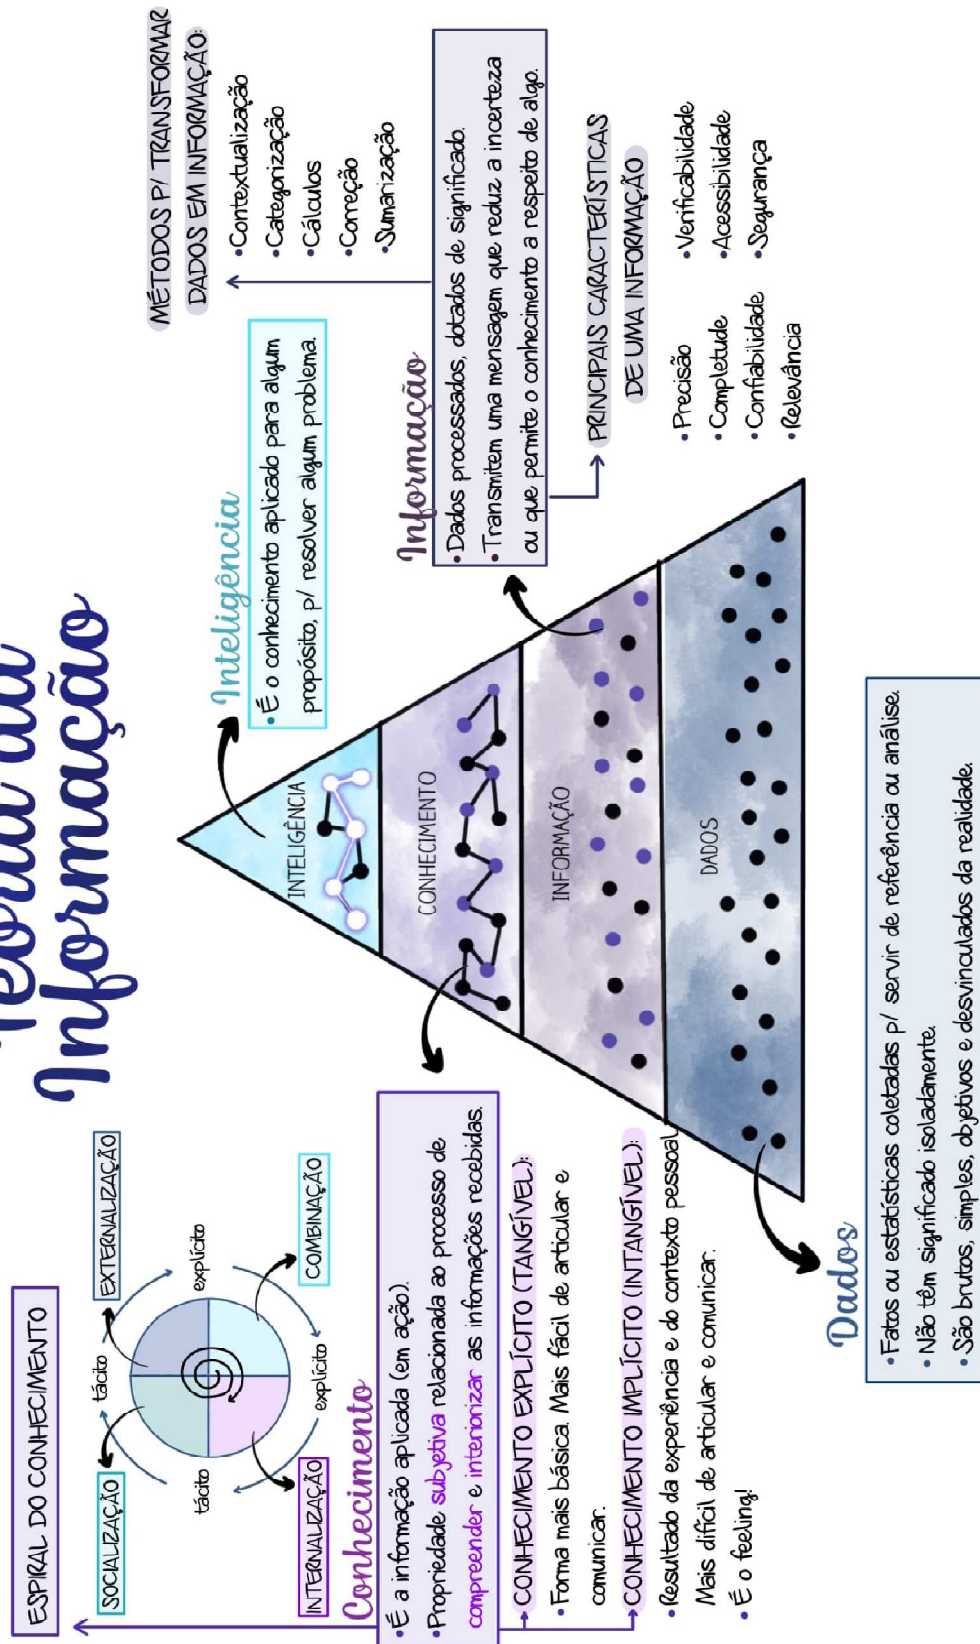 Teoria da
Informação
ESPIRAL DO CONHECIMENTO
SOCIALIZAÇÃO
EXTERNALIZAÇÃO
tácito
tácito
explícito
explícito
INTERNALIZAÇÃO
COMBINAÇÃO
Conhecimento
• É a informação aplicada (em ação).
• Propriedade subjetiva relacionada ao processo de
compreender e interiorizar as informações recebidas.
CONHECIMENTO EXPLÍCITO (TANGÍVEL):
• Forma mais básica. Mais fácil de articular e
comunicar.
CONHECIMENTO IMPLÍCITO (INTANGÍVEL):
• Resultado da experiência e do contexto pessoal.
Mais difícil de articular e comunicar.
• É o feeling!
Inteligência
• É o conhecimento aplicado para algum
propósito, p/ resolver algum problema.
MÉTODOS P/ TRANSFORMAR
DADOS EM INFORMAÇÃO:
• Contextualização
• Categorização
• Cálculos
• Correção
• Sumarização
Informação
• Dados processados, dotados de significado.
• Transmitem uma mensagem que reduz a incerteza
ou que permite o conhecimento a respeito de algo.
PRINCIPAIS CARACTERÍSTICAS
DE UMA INFORMAÇÃO
• Precisão
• Completude
• Confiabilidade
• Relevância
• Verificabilidade
• Acessibilidade
• Segurança
INTELIGÊNCIA
CONHECIMENTO
INFORMAÇÃO
DADOS
Dados
• Fatos ou estatísticas coletadas p/ servir de referência ou análise.
• Não têm significado isoladamente.
• São brutos, simples, objetivos e desvinculados da realidade.